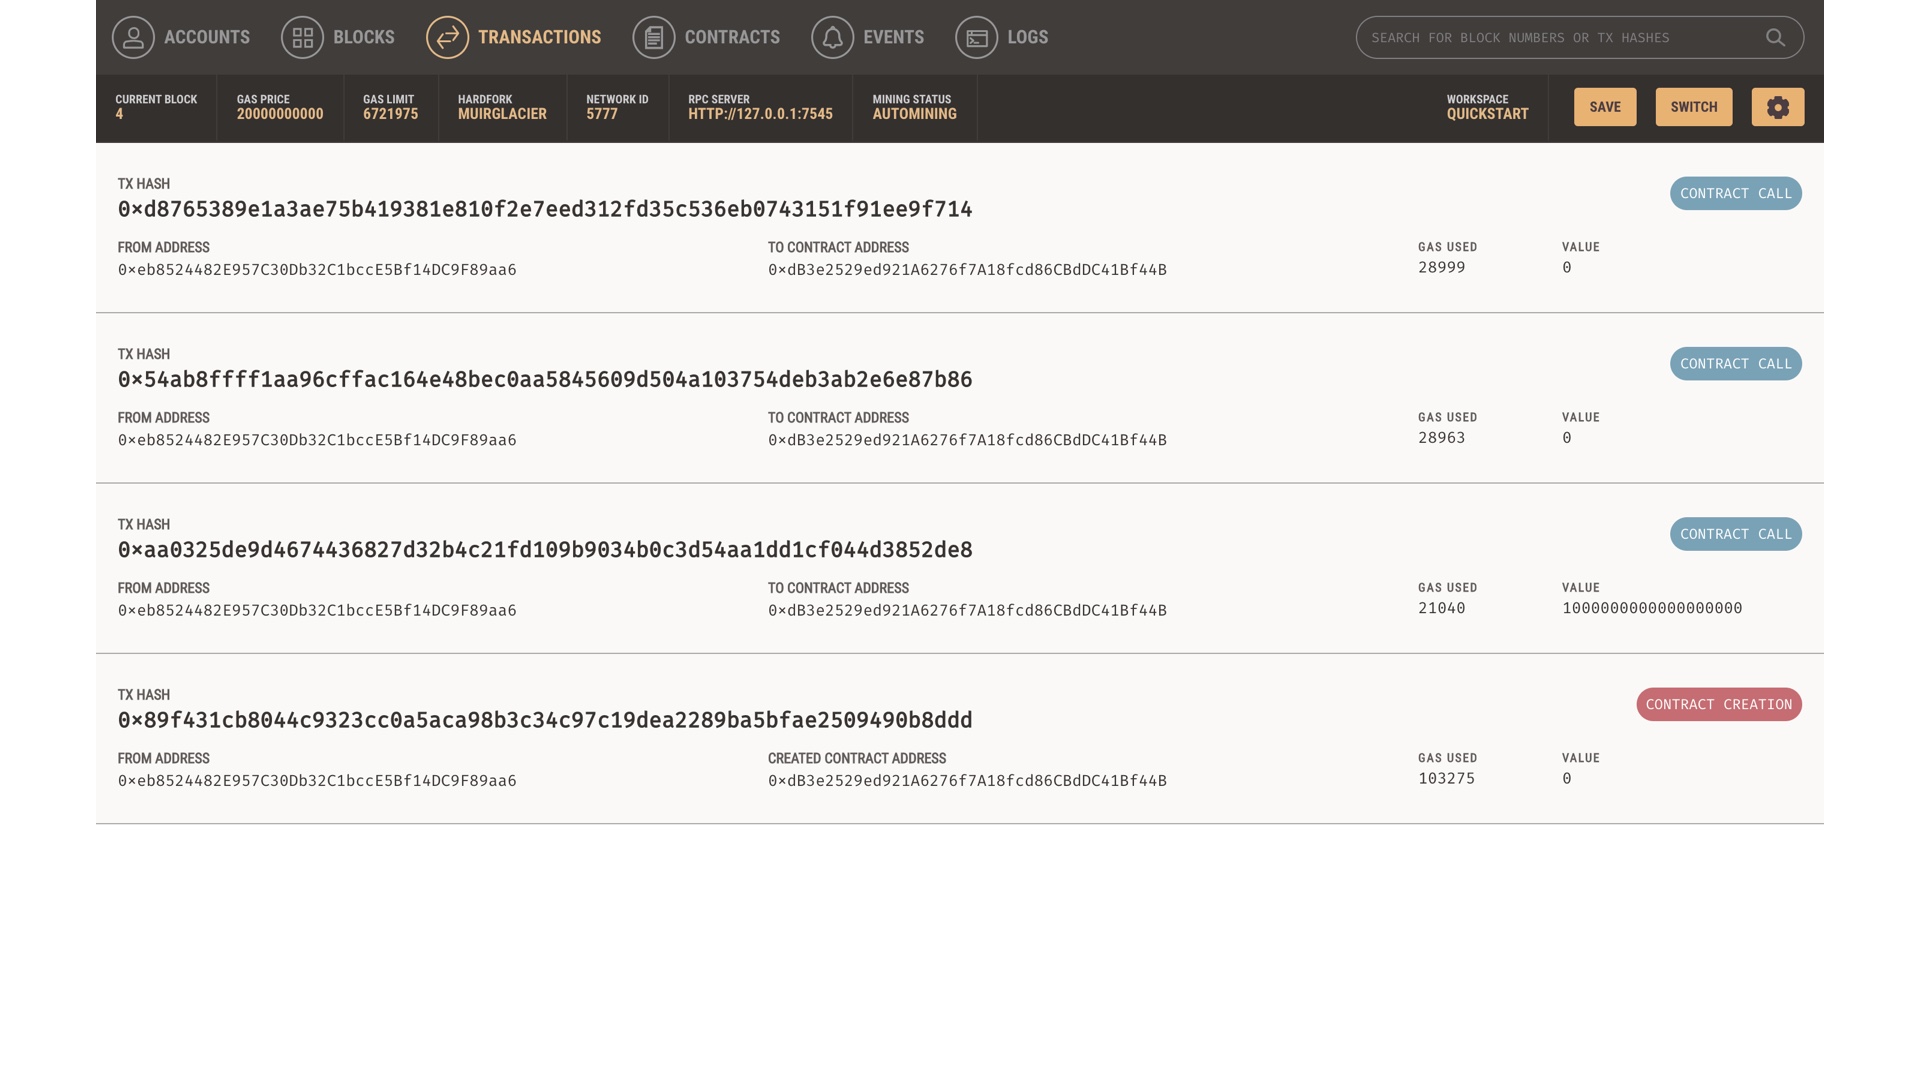 ACCOUNTS BLOCKS TRANSACTIONS CONTRACTS EVENTS LOGS SEARCH FOR BLOCK NUMBERS OR TX HASHES
CURRENT BLOCK GAS PRICE GAS LIMIT HARDFORK NETWORK ID RPC SERVER MINING STATUS WORKSPACE
4 20000000000 6721975 MUIRGLACIER 5777 HTTP://127.0.0.1:7545 AUTOMINING QUICKSTART SAVE SWITCH
TX HASH
0×d8765389e1a3ae75b419381e810f2e7eed312fd35c536eb0743151f91ee9f714 CONTRACT CALL
FROM ADDRESS TO CONTRACT ADDRESS GAS USED VALUE
0×eb8524482E957C30Db32C1bccE5Bf14DC9F89aa6 0×dB3e2529ed921A6276f7A18fcd86CBdDC41Bf44B 28999 0
TX HASH
0×54ab8ffff1aa96cffac164e48bec0aa5845609d504a103754deb3ab2e6e87b86 CONTRACT CALL
FROM ADDRESS TO CONTRACT ADDRESS GAS USED VALUE
0×eb8524482E957C30Db32C1bccE5Bf14DC9F89aa6 0×dB3e2529ed921A6276f7A18fcd86CBdDC41Bf44B 28963 0
TX HASH
0×aa0325de9d4674436827d32b4c21fd109b9034b0c3d54aa1dd1cf044d3852de8 CONTRACT CALL
FROM ADDRESS TO CONTRACT ADDRESS GAS USED VALUE
0×eb8524482E957C30Db32C1bccE5Bf14DC9F89aa6 0×dB3e2529ed921A6276f7A18fcd86CBdDC41Bf44B 21040 1000000000000000000
TX HASH
0×89f431cb8044c9323cc0a5aca98b3c34c97c19dea2289ba5bfae2509490b8ddd CONTRACT CREATION
FROM ADDRESS CREATED CONTRACT ADDRESS GAS USED VALUE
0×eb8524482E957C30Db32C1bccE5Bf14DC9F89aa6 0×dB3e2529ed921A6276f7A18fcd86CBdDC41Bf44B 103275 0